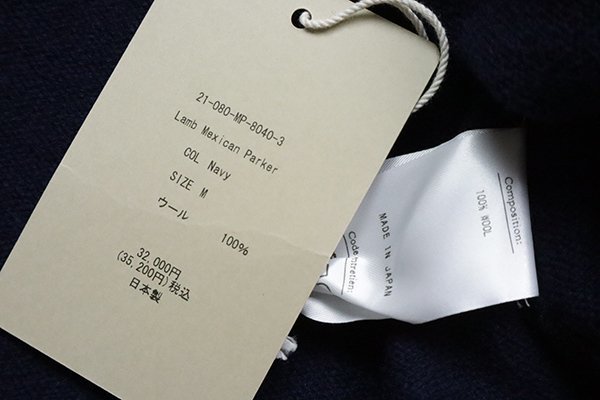 21-080-MP-8040-3
Lamb Mexican Parker
COL Navy
SIZE M
ウール 100%
32,000円
(35,200円)税込
日本製
Composition:
100% WOOL
MADE IN JAPAN